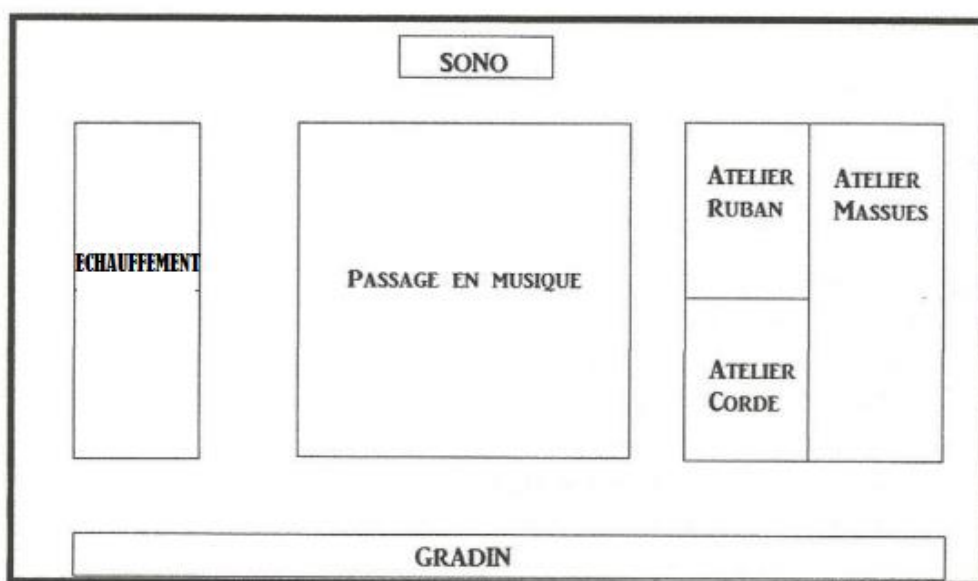 SONO
ECHAUFFEMENT
PASSAGE EN MUSIQUE
ATELIER
RUBAN
ATELIER
MASSUES
ATELIER
CORDE
GRADIN